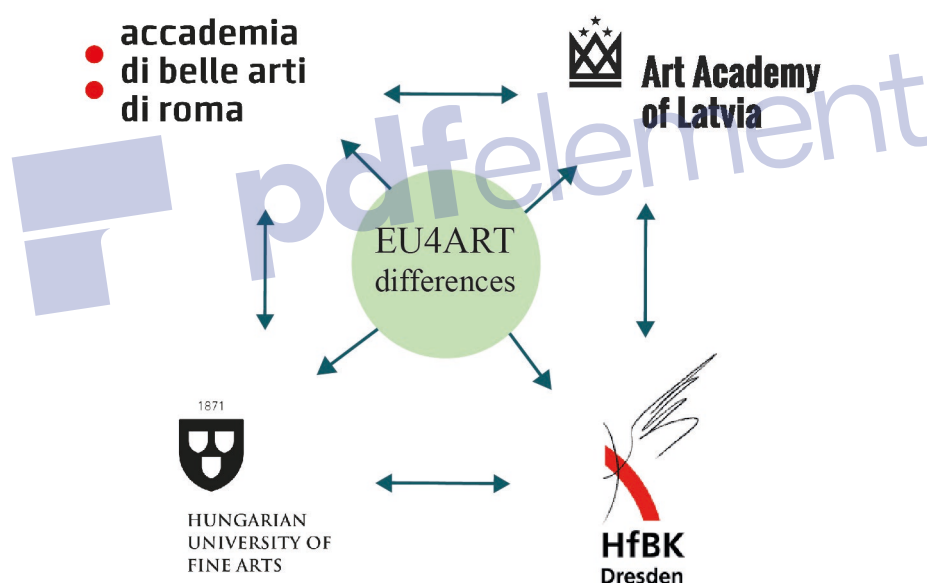 accademia
di belle arti
di roma
Art Academy
of Latvia
pdfelement
EU4ART
differences
1871
HUNGARIAN
UNIVERSITY OF
FINE ARTS
HfBK
Dresden